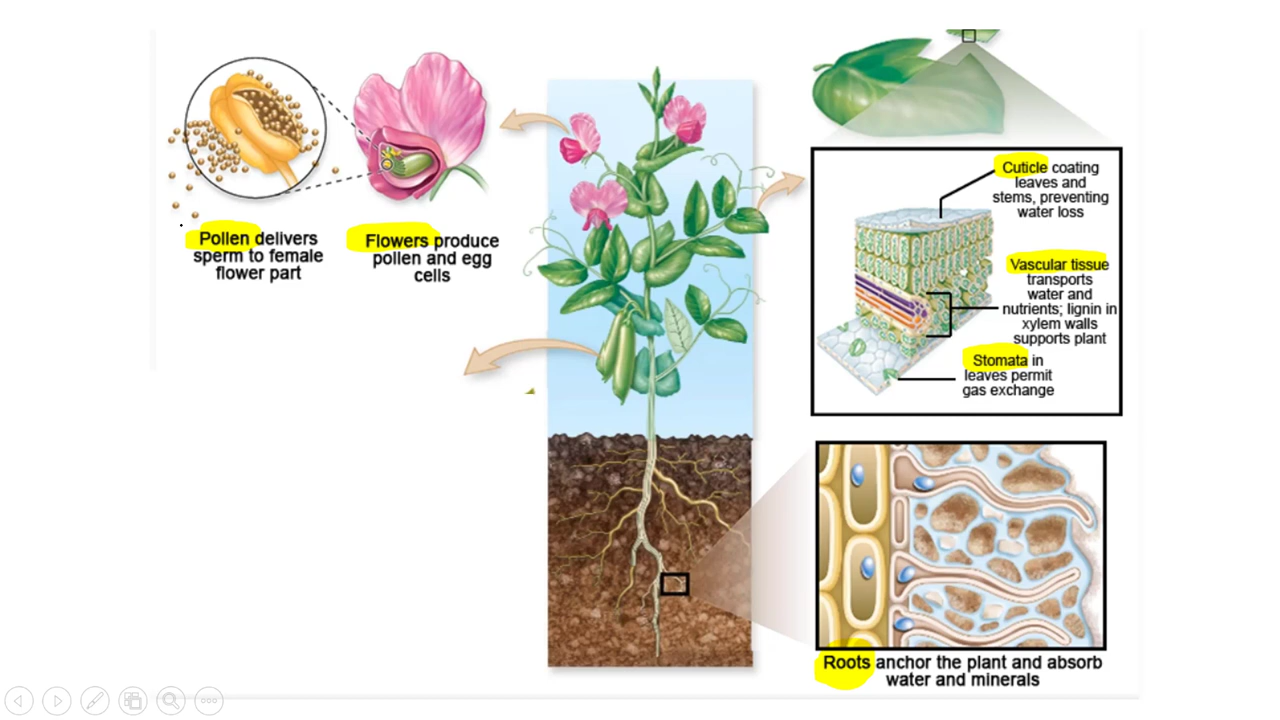 Pollen delivers
sperm to female
flower part
Flowers produce
pollen and egg
cells
Cuticle coating
leaves and
stems, preventing
water loss
Vascular tissue
transports
water and
nutrients; lignin in
xylem walls
supports plant
Stomata in
leaves permit
gas exchange
Roots anchor the plant and absorb
water and minerals